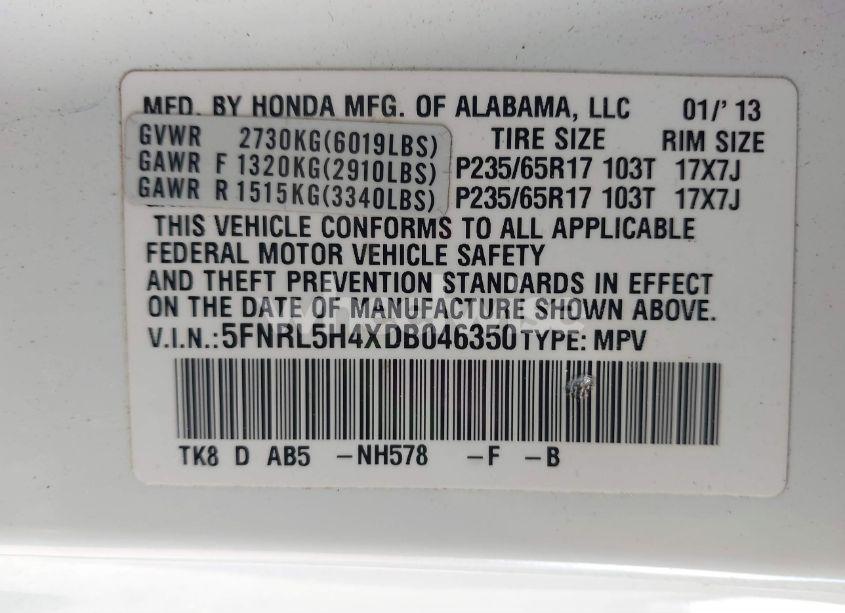 MFD. BY HONDA MFG. OF ALABAMA, LLC 01/'13
GVWR 2730KG(6019LBS) TIRE SIZE RIM SIZE
GAWR F 1320KG(2910LBS) P235/65R17 103T 17X7J
GAWR R 1515KG(3340LBS) P235/65R17 103T 17X7J
THIS VEHICLE CONFORMS TO ALL APPLICABLE
FEDERAL MOTOR VEHICLE SAFETY
AND THEFT PREVENTION STANDARDS IN EFFECT
ON THE DATE OF MANUFACTURE SHOWN ABOVE.
V.I.N.:5FNRL5H4XDB046350 TYPE: MPV
TK8 D AB5 -NH578 -F -B